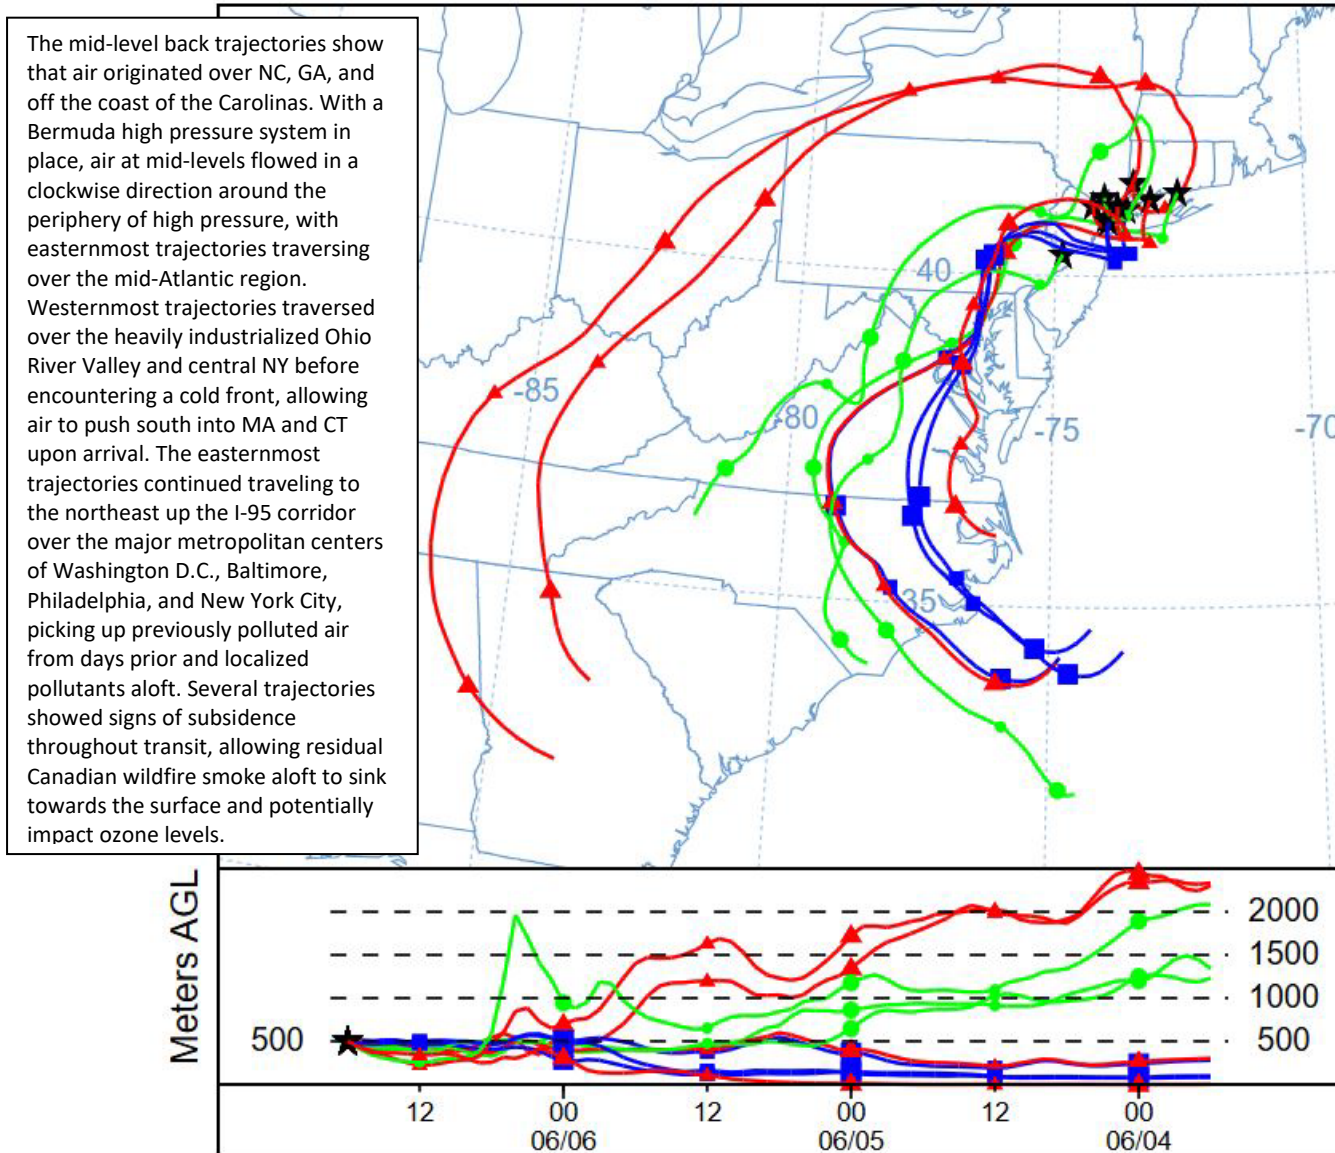 The mid-level back trajectories show
that air originated over NC, GA, and
off the coast of the Carolinas. With a
Bermuda high pressure system in
place, air at mid-levels flowed in a
clockwise direction around the
periphery of high pressure, with
easternmost trajectories traversing
over the mid-Atlantic region.
Westernmost trajectories traversed
over the heavily industrialized Ohio
River Valley and central NY before
encountering a cold front, allowing
air to push south into MA and CT
upon arrival. The easternmost
trajectories continued traveling to
the northeast up the I-95 corridor
over the major metropolitan centers
of Washington D.C., Baltimore,
Philadelphia, and New York City,
picking up previously polluted air
from days prior and localized
pollutants aloft. Several trajectories
showed signs of subsidence
throughout transit, allowing residual
Canadian wildfire smoke aloft to sink
towards the surface and potentially
impact ozone levels.
40
-85
-80
-75
-70
35
Meters AGL
500
2000
1500
1000
500
12 00 12 00 12 00
06/06 06/05 06/04